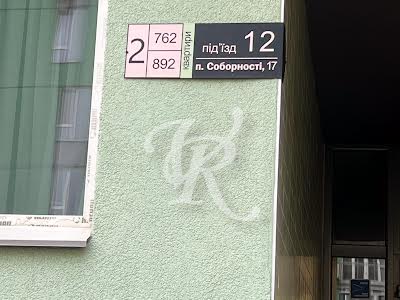 2
762
892
квартири
під'їзд 12
п. Соборності, 17